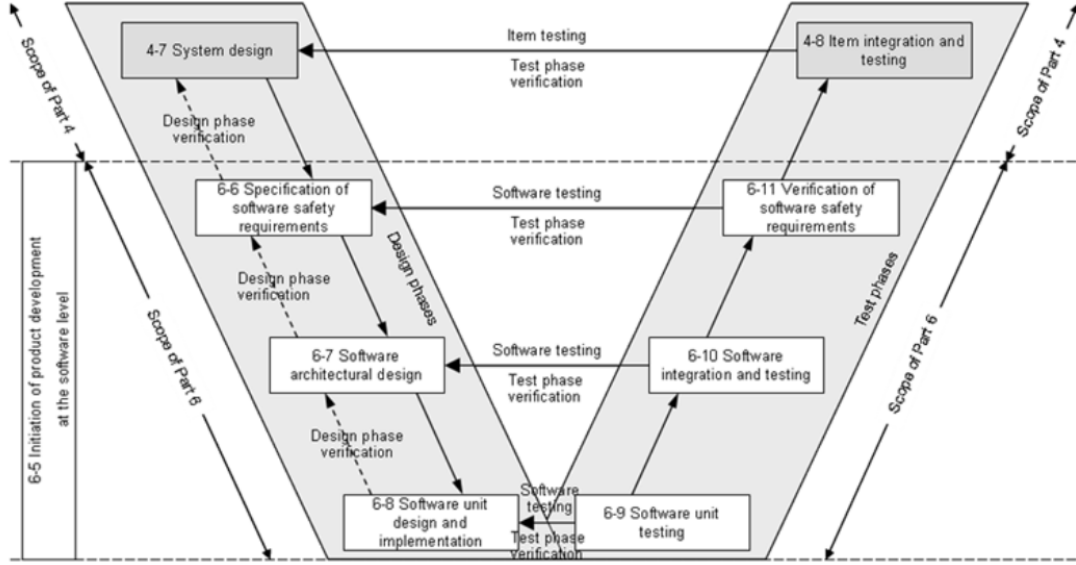 Scope of Part 4
4-7 System design
Item testing
Test phase
verification
4-8 Item integration and
testing
Scope of Part 4
Design phase
verification
6-5 Initiation of product development
at the software level
Scope of Part 6
6-6 Specification of
software safety
requirements
Software testing
Test phase
verification
6-11 Verification of
software safety
requirements
Design phases
Test phases
Scope of Part 6
Design phase
verification
6-7 Software
architectural design
Software testing
Test phase
verification
6-10 Software
integration and testing
Design phase
verification
6-8 Software unit
design and
implementation
Software
testing
Test phase
verification
6-9 Software unit
testing